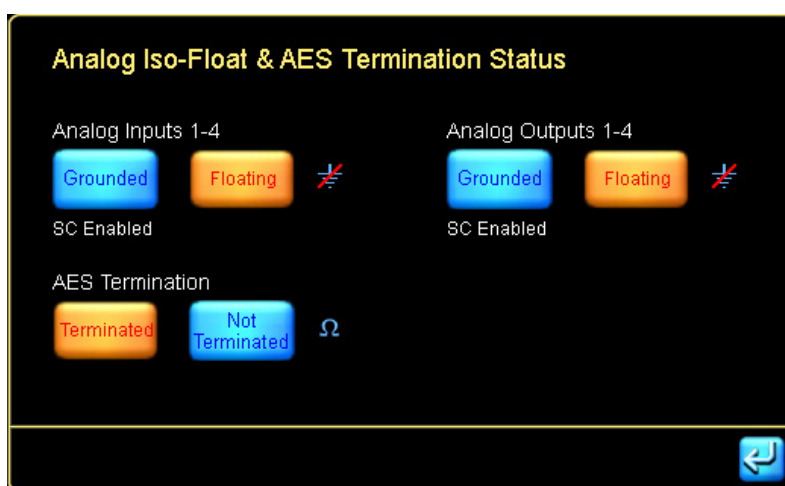 Analog Iso-Float & AES Termination Status
Analog Inputs 1-4
Grounded
Floating
SC Enabled
Analog Outputs 1-4
Grounded
Floating
SC Enabled
AES Termination
Terminated
Not
Terminated
Ω